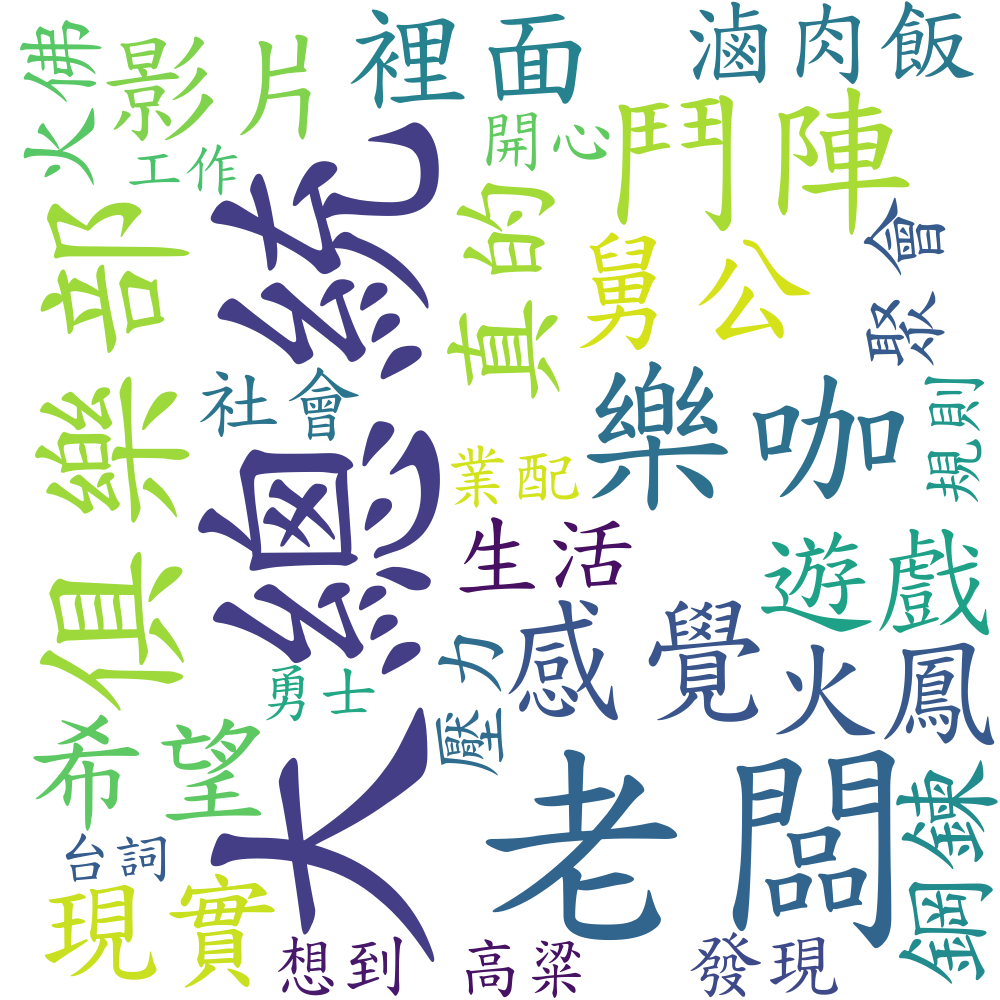 火佛
影片
裡面
滷肉飯
工作
開心
鬥陣
大總統
真的
舅公
聚會
俱樂部
社會
樂咖
規則
業配
生活
遊戲
感覺
火鳳
壓力
勇士
希望
老闆
鋼鍊
台詞
現實
想到
高粱
發現